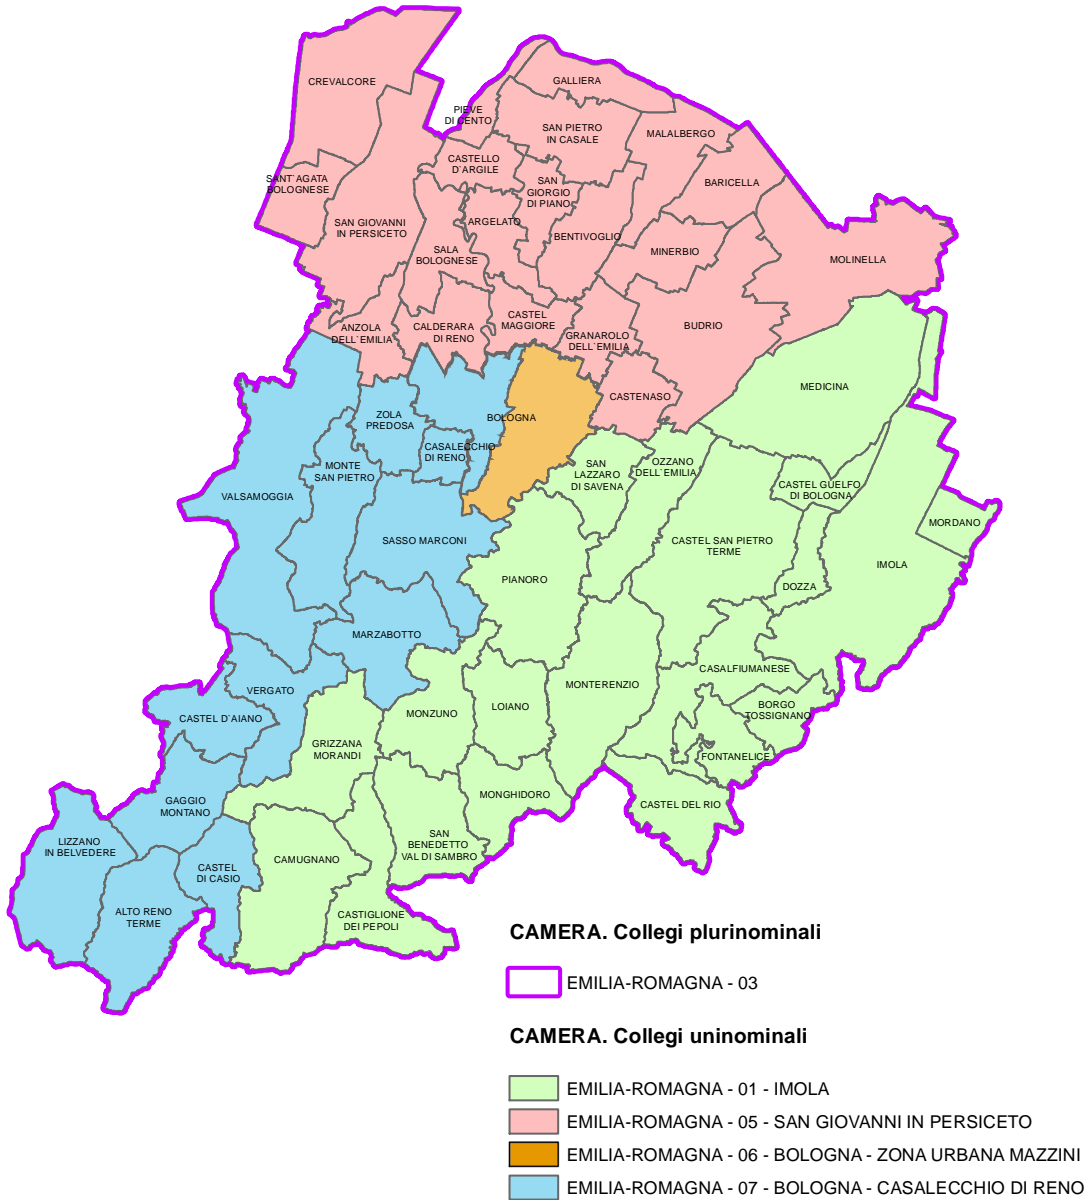 CREVALCORE
GALLIERA
PIEVE
DI CENTO
SAN PIETRO
IN CASALE
MALALBERGO
CASTELLO
D`ARGILE
SANT`AGATA
BOLOGNESE
SAN
GIORGIO
DI PIANO
BARICELLA
SAN GIOVANNI
IN PERSICETO
ARGELATO
BENTIVOGLIO
SALA
BOLOGNESE
MINERBIO
MOLINELLA
ANZOLA
DELL`EMILIA
CALDERARA
DI RENO
CASTEL
MAGGIORE
GRANAROLO
DELL`EMILIA
BUDRIO
MEDICINA
CASTENASO
ZOLA
PREDOSA
BOLOGNA
CASALECCHIO
DI RENO
MONTE
SAN PIETRO
SAN
LAZZARO
DI SAVENA
OZZANO
DELL`EMILIA
CASTEL GUELFO
DI BOLOGNA
VALSAMOGGIA
MORDANO
SASSO MARCONI
CASTEL SAN PIETRO
TERME
IMOLA
PIANORO
DOZZA
MARZABOTTO
CASALFIUMANESE
MONTERENZIO
VERGATO
BORGO
TOSSIGNANO
CASTEL D`AIANO
MONZUNO
LOIANO
GRIZZANA
MORANDI
FONTANELICE
GAGGIO
MONTANO
MONGHIDORO
CASTEL DEL RIO
LIZZANO
IN BELVEDERE
SAN
BENEDETTO
VAL DI SAMBRO
CAMUGNANO
CASTEL
DI CASIO
ALTO RENO
TERME
CASTIGLIONE
DEI PEPOLI
CAMERA. Collegi plurinominali
EMILIA-ROMAGNA - 03
CAMERA. Collegi uninominali
EMILIA-ROMAGNA - 01 - IMOLA
EMILIA-ROMAGNA - 05 - SAN GIOVANNI IN PERSICETO
EMILIA-ROMAGNA - 06 - BOLOGNA - ZONA URBANA MAZZINI
EMILIA-ROMAGNA - 07 - BOLOGNA - CASALECCHIO DI RENO